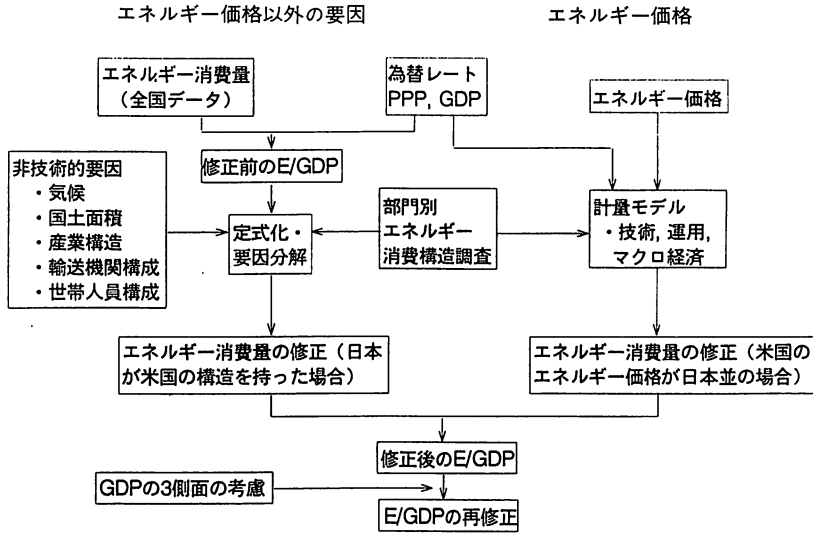 エネルギー価格以外の要因
エネルギー価格
エネルギー消費量
（全国データ）
為替レート
PPP, GDP
エネルギー価格
修正前のE/GDP
非技術的要因
・気候
・国土面積
・産業構造
・輸送機関構成
・世帯人員構成
定式化・
要因分解
部門別
エネルギー
消費構造調査
計量モデル
・技術, 運用,
マクロ経済
エネルギー消費量の修正（日本
が米国の構造を持った場合）
エネルギー消費量の修正（米国の
エネルギー価格が日本並の場合）
修正後のE/GDP
GDPの3側面の考慮
E/GDPの再修正